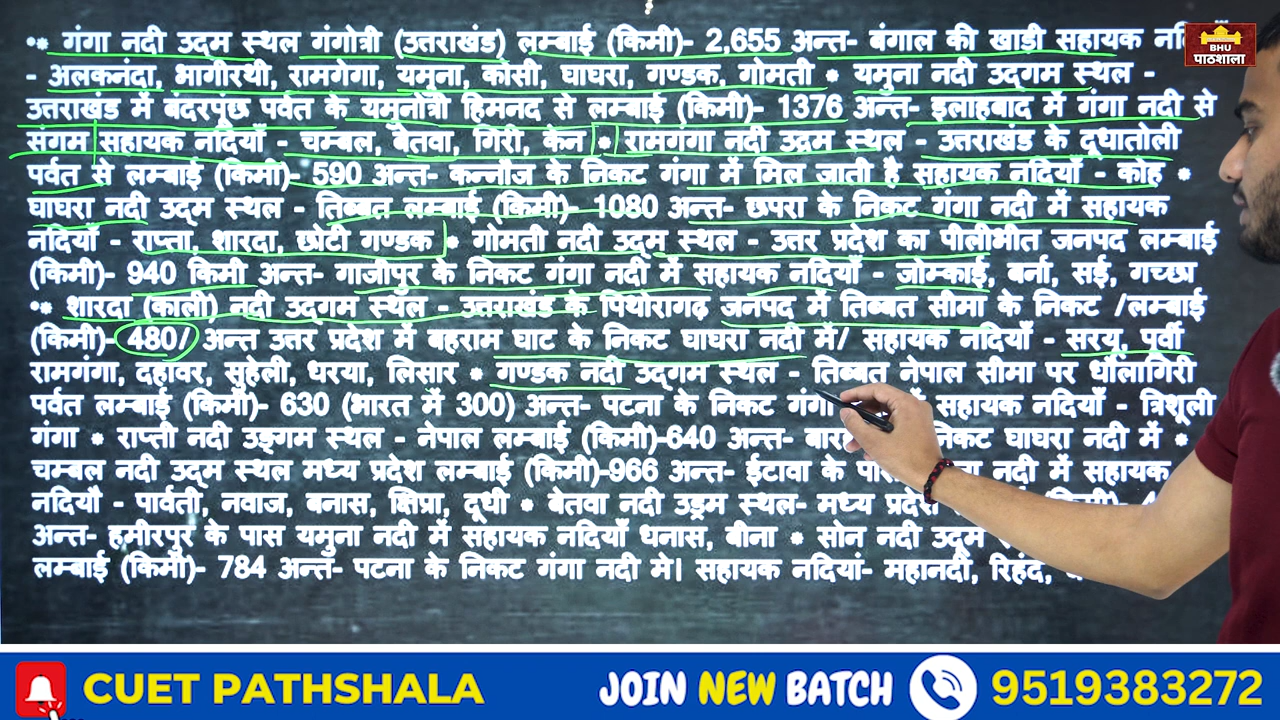 •* गंगा नदी उद्म स्थल गंगोत्री (उत्तराखंड) लम्बाई (किमी)- 2,655 अन्त- बंगाल की खाड़ी सहायक
BHU
पाठशाला
- अलकनंदा, भागीरथी, रामगेगा, यमुना, कोसी, घाघरा, गण्डक, गोमती * यमुना नदी उद्गम स्थल -
उत्तराखंड में बंदरपूंछ पर्वत के यमुनोत्री हिमनद से लम्बाई (किमी)- 1376 अन्त- इलाहबाद में गंगा नदी से
संगम सहायक नदियाँ - चम्बल, बेतवा, गिरी, केन * रामगंगा नदी उद्रम स्थल - उत्तराखंड के दूधातोली
पर्वत से लम्बाई (किमी)- 590 अन्त- कन्नौज के निकट गंगा में मिल जाती है सहायक नदियाँ - कोह *
घाघरा नदी उद्म स्थल - तिब्बत लम्बाई (किमी)- 1080 अन्त- छपरा के निकट गंगा नदी में सहायक
नदियाँ - राप्ता, शारदा, छोटी गण्डक * गोमती नदी उद्म स्थल - उत्तर प्रदेश का पीलीभीत जनपद लम्बाई
(किमी)- 940 किमी अन्त- गाजीपुर के निकट गंगा नदी में सहायक नदियाँ - जोम्काई, बर्ना, सई, गच्छा
•* शारदा (काली) नदी उद्गम स्थल - उत्तराखंड के पिथोरागढ़ जनपद में तिब्बत सीमा के निकट /लम्बाई
(किमी)- 480/ अन्त उत्तर प्रदेश में बहराम घाट के निकट घाघरा नदी में/ सहायक नदियाँ - सरयू, पूर्वी
रामगंगा, दहावर, सुहेली, धरया, लिसार * गण्डक नदी उद्गम स्थल - तिब्बत नेपाल सीमा पर धौलागिरी
पर्वत लम्बाई (किमी)- 630 (भारत में 300) अन्त- पटना के निकट गंगा सहायक नदियाँ - त्रिशूली
गंगा * राप्ती नदी उङ्गम स्थल - नेपाल लम्बाई (किमी)-640 अन्त- निकट घाघरा नदी में *
चम्बल नदी उद्म स्थल मध्य प्रदेश लम्बाई (किमी)-966 अन्त- ईटावा के नदी में सहायक
नदियौ - पार्वती, नवाज, बनास, क्षिप्रा, दूधी * बेतवा नदी उड्रम स्थल- मध्य
अन्त- हमीरपुर के पास यमुना नदी में सहायक नदियाँ धनास, बीना * सोन नदी उद्म
लम्बाई (किमी)- 784 अन्त- पटना के निकट गंगा नदी मे। सहायक नदियां- महानदी, रिहंद,
CUET PATHSHALA JOIN NEW BATCH 9519383272